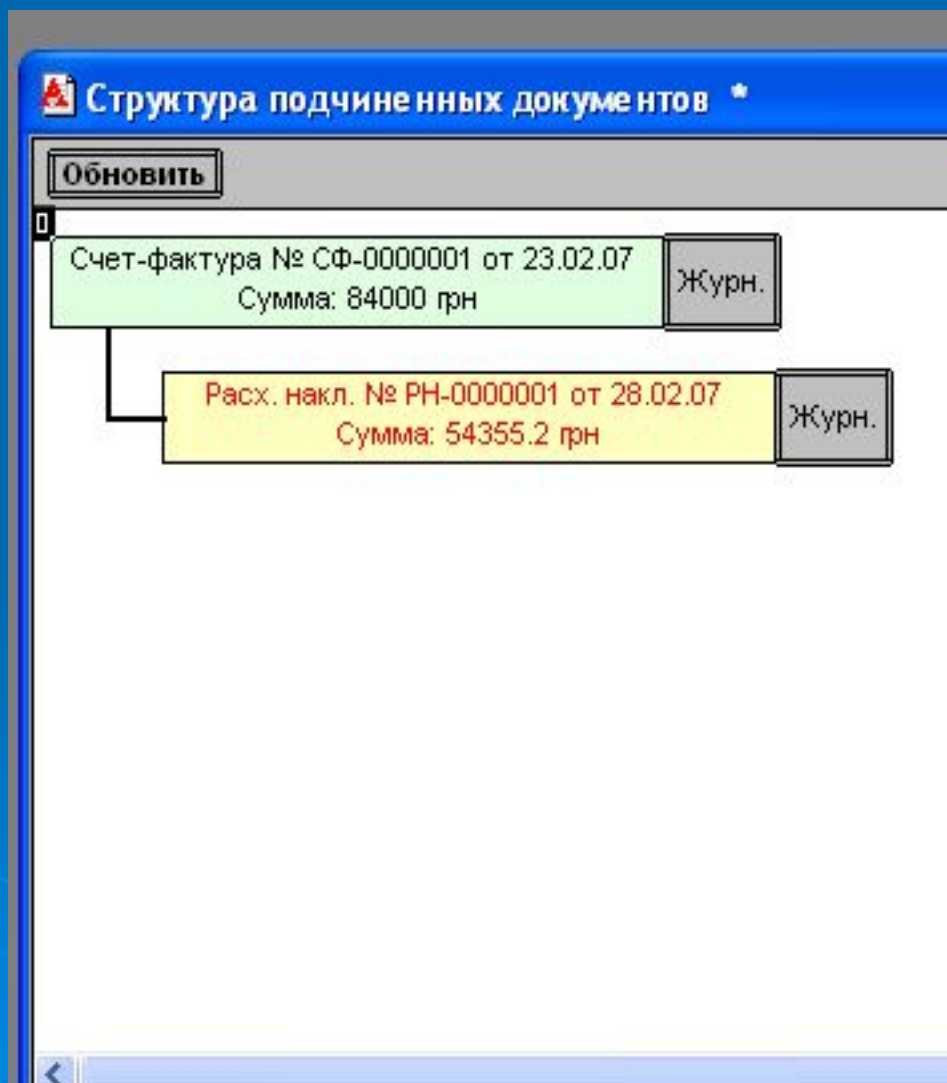 Структура подчиненных документов *
Обновить
Счет-фактура № СФ-0000001 от 23.02.07
Сумма: 84000 грн
Журн.
Расх. накл. № РН-0000001 от 28.02.07
Сумма: 54355.2 грн
Журн.